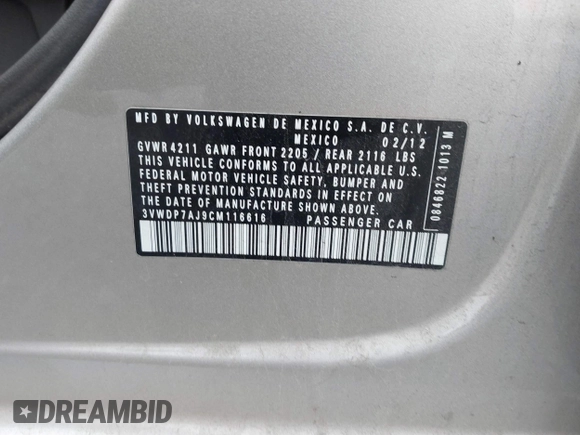 MFD BY VOLKSWAGEN DE MEXICO S.A. DE C.V.
MEXICO 02/12
GVWR 4211 GAWR FRONT 2205 / REAR 2116 LBS
THIS VEHICLE CONFORMS TO ALL APPLICABLE U.S.
FEDERAL MOTOR VEHICLE SAFETY, BUMPER AND
THEFT PREVENTION STANDARDS IN EFFECT ON
THE DATE OF MANUFACTURE SHOWN ABOVE.
3VWDP7AJ9CM116616 PASSENGER CAR
0846822 1013 M
DREAMBID